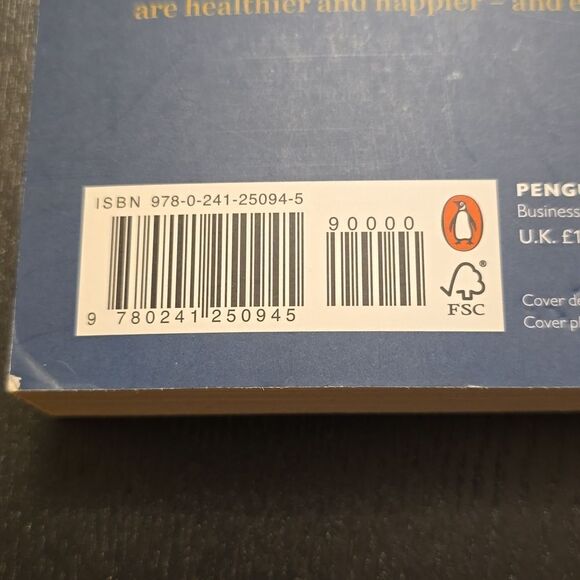 are healthier and happier – and
ISBN 978-0-241-25094-5
90000
9 780241 250945
FSC
®
PENGU
Business
U.K. £1
Cover de
Cover ph